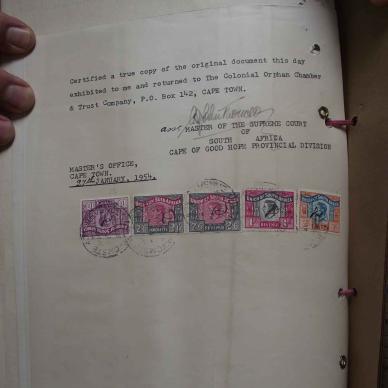 Certified a true copy of the original document this day
exhibited to me and returned to The Colonial Orphan Chamber
& Trust Company, P.O. Box 142, CAPE TOWN.
MASTER OF THE SUPREME COURT
OF
SOUTH AFRICA
CAPE OF GOOD HOPE PROVINCIAL DIVISION
MASTER'S OFFICE,
CAPE TOWN.
JANUARY, 1954.
REVENUE